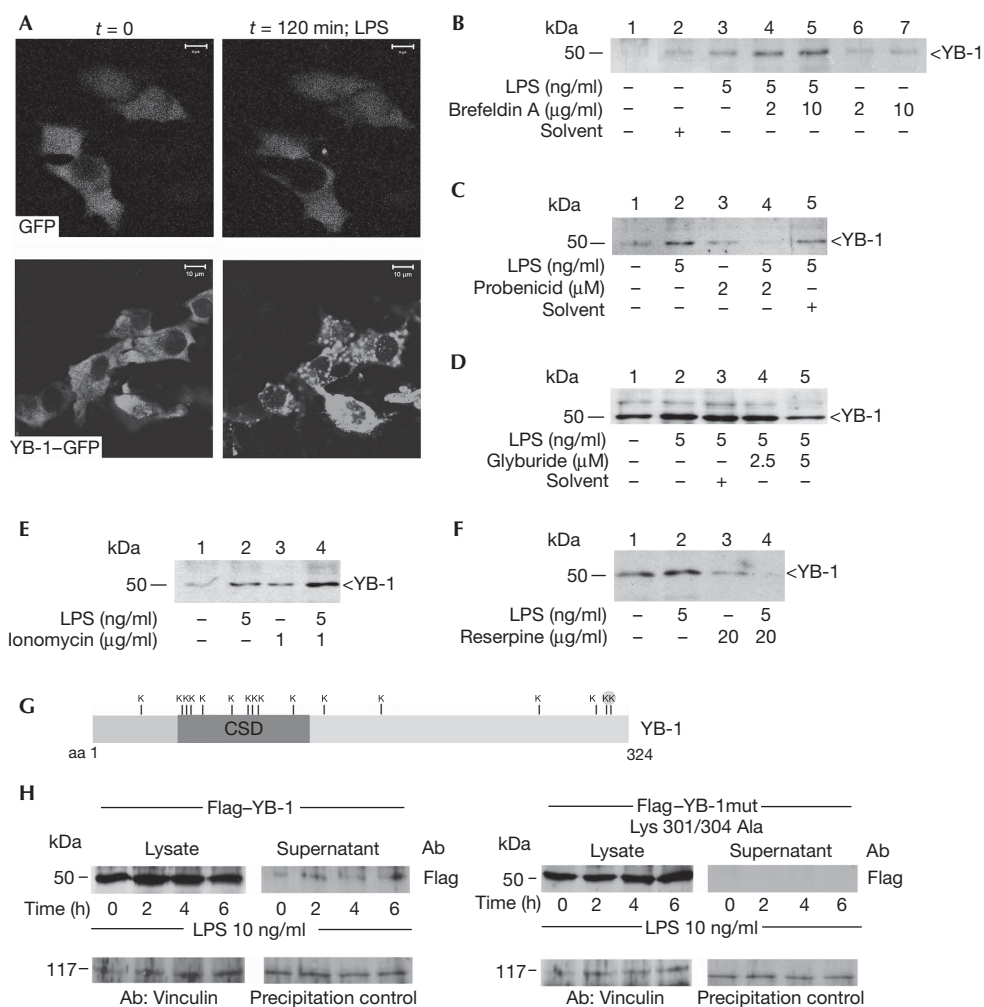 A
t = 0
t = 120 min; LPS
GFP
10 µm
10 µm
YB-1–GFP
B
kDa 1 2 3 4 5 6 7
50 <YB-1
LPS (ng/ml) – – 5 5 5 – –
Brefeldin A (µg/ml) – – – 2 10 2 10
Solvent – + – – – – –
C
kDa 1 2 3 4 5
50 <YB-1
LPS (ng/ml) – 5 – 5 5
Probenicid (µM) – – 2 2 –
Solvent – – – – +
D
kDa 1 2 3 4 5
50 <YB-1
LPS (ng/ml) – 5 5 5 5
Glyburide (µM) – – – 2.5 5
Solvent – – + – –
E
kDa 1 2 3 4
50 <YB-1
LPS (ng/ml) – 5 – 5
Ionomycin (µg/ml) – – 1 1
F
kDa 1 2 3 4
50 <YB-1
LPS (ng/ml) – 5 – 5
Reserpine (µg/ml) – – 20 20
G
K KKK K K KKK K K K K K KK
CSD
YB-1
aa 1 324
H
Flag–YB-1
kDa Lysate Supernatant Ab
50 Flag
Time (h) 0 2 4 6 0 2 4 6
LPS 10 ng/ml
117
Ab: Vinculin Precipitation control
Flag–YB-1mut
Lys 301/304 Ala
kDa Lysate Supernatant Ab
50 Flag
Time (h) 0 2 4 6 0 2 4 6
LPS 10 ng/ml
117
Ab: Vinculin Precipitation control